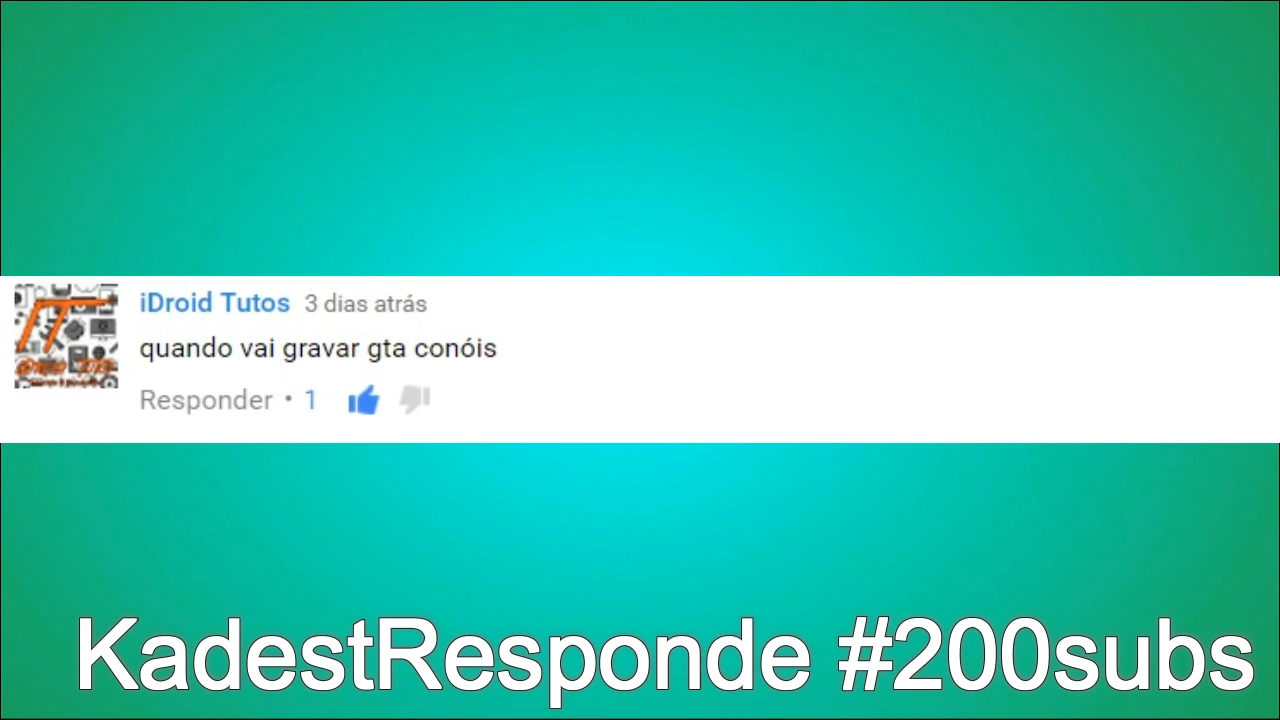 iDroid Tutos 3 dias atrás
quando vai gravar gta conóis
Responder • 1
KadestResponde #200subs